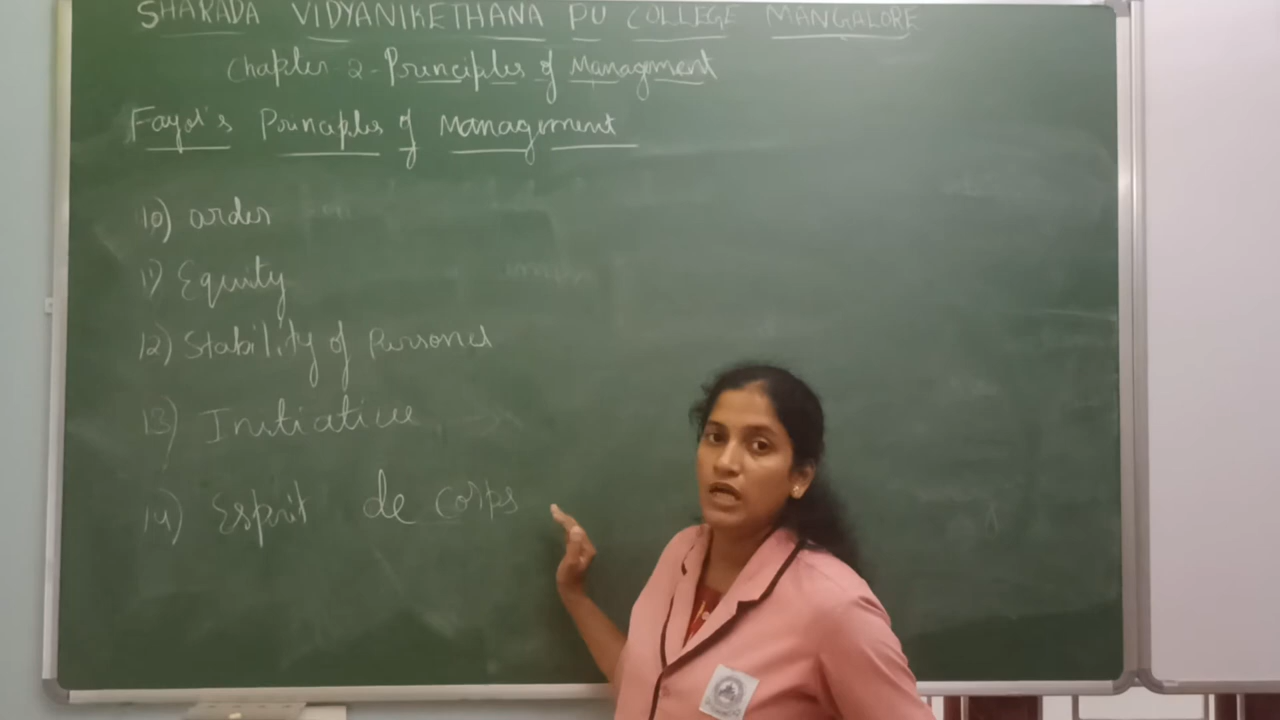 SHARADA VIDYANIKETHANA PU COLLEGE MANGALORE
Chapter-2-Principles of Management
Fayol's Principles of Management
10) order
11) Equity
12) Stability of Personel
13) Initiative
14) Esprit de corps